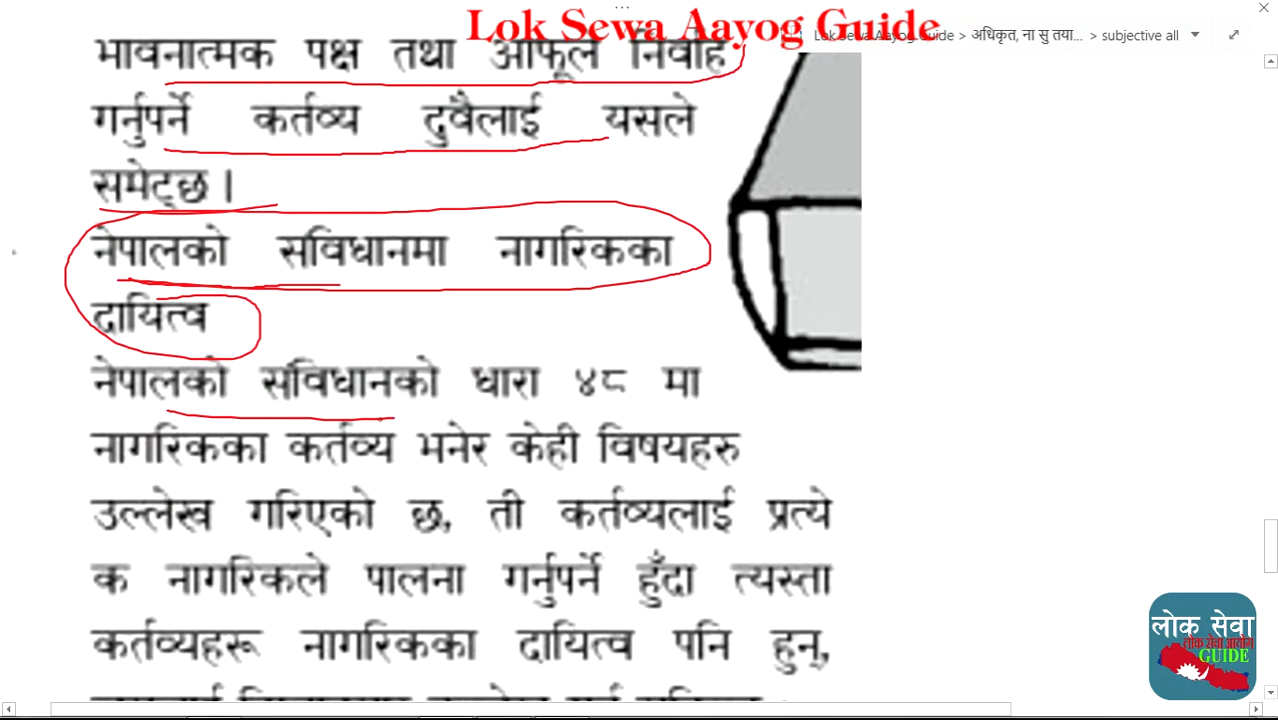 Lok Sewa Aayog Guide
Lok Sewa Aayog Guide > अधिकृत, ना सु तया... > subjective all
भावनात्मक पक्ष तथा आफूले निर्वाह
गर्नुपर्ने कर्तव्य दुवैलाई यसले
समेट्छ ।
नेपालको सविधानमा नागरिकका
दायित्व
नेपालको संविधानको धारा ४८ मा
नागरिकका कर्तव्य भनेर केही विषयहरु
उल्लेख गरिएको छ, ती कर्तव्यलाई प्रत्ये
क नागरिकले पालना गर्नुपर्ने हुँदा त्यस्ता
कर्तव्यहरू नागरिकका दायित्व पनि हुन्,
लोक सेवा
लोक सेवा आयोग
GUIDE